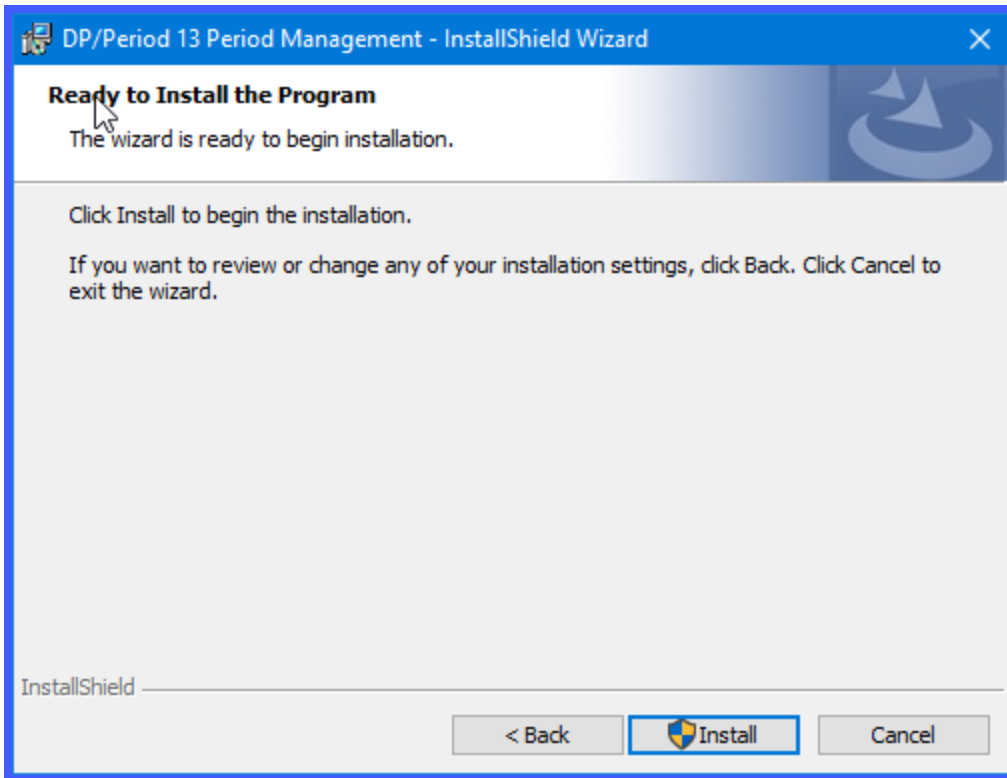 DP/Period 13 Period Management - InstallShield Wizard
Ready to Install the Program
The wizard is ready to begin installation.
Click Install to begin the installation.
If you want to review or change any of your installation settings, click Back. Click Cancel to
exit the wizard.
InstallShield
< Back
Install
Cancel